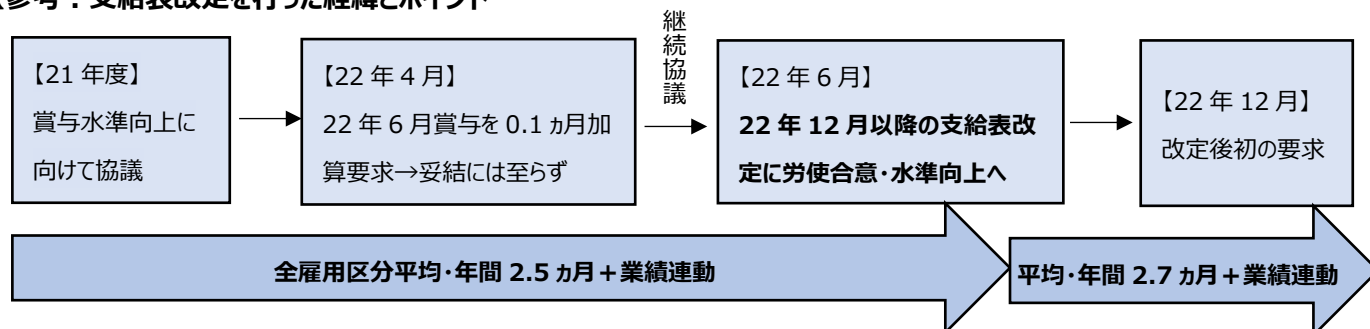 参考：支給表改定を行った経緯とポイント
継続協議
【21 年度】
賞与水準向上に
向けて協議
【22 年 4 月】
22 年 6 月賞与を 0.1 ヵ月加
算要求→妥結には至らず
【22 年 6 月】
22 年 12 月以降の支給表改
定に労使合意・水準向上へ
【22 年 12 月】
改定後初の要求
全雇用区分平均・年間 2.5 ヵ月＋業績連動
平均・年間 2.7 ヵ月＋業績連動